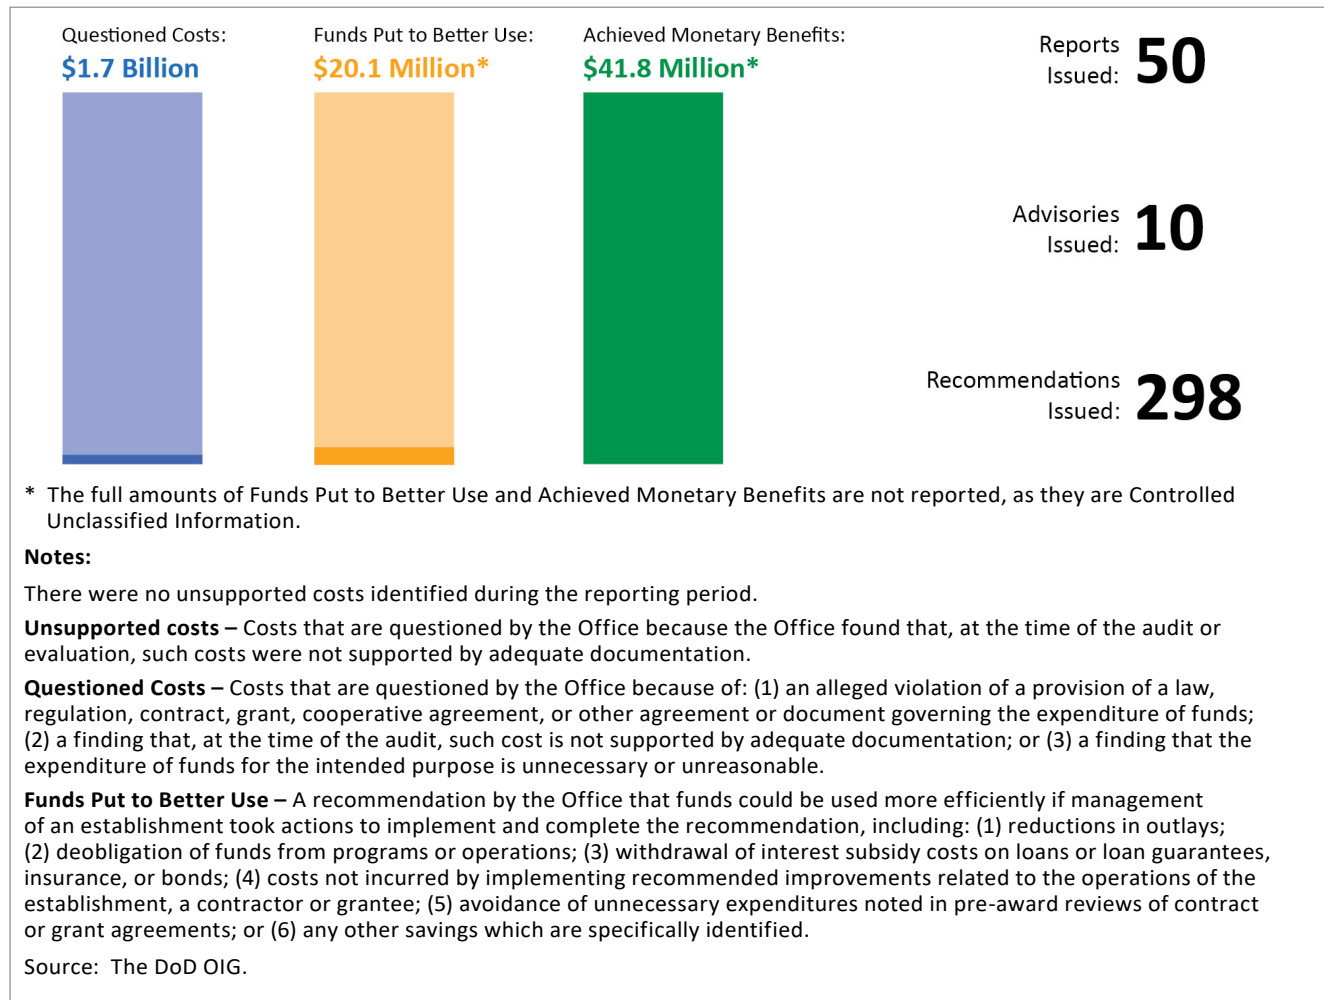 Questioned Costs:
$1.7 Billion
Funds Put to Better Use:
$20.1 Million*
Achieved Monetary Benefits:
$41.8 Million*
Reports
Issued: 50
Advisories
Issued: 10
Recommendations
Issued: 298
* The full amounts of Funds Put to Better Use and Achieved Monetary Benefits are not reported, as they are Controlled
Unclassified Information.
Notes:
There were no unsupported costs identified during the reporting period.
Unsupported costs – Costs that are questioned by the Office because the Office found that, at the time of the audit or
evaluation, such costs were not supported by adequate documentation.
Questioned Costs – Costs that are questioned by the Office because of: (1) an alleged violation of a provision of a law,
regulation, contract, grant, cooperative agreement, or other agreement or document governing the expenditure of funds;
(2) a finding that, at the time of the audit, such cost is not supported by adequate documentation; or (3) a finding that the
expenditure of funds for the intended purpose is unnecessary or unreasonable.
Funds Put to Better Use – A recommendation by the Office that funds could be used more efficiently if management
of an establishment took actions to implement and complete the recommendation, including: (1) reductions in outlays;
(2) deobligation of funds from programs or operations; (3) withdrawal of interest subsidy costs on loans or loan guarantees,
insurance, or bonds; (4) costs not incurred by implementing recommended improvements related to the operations of the
establishment, a contractor or grantee; (5) avoidance of unnecessary expenditures noted in pre-award reviews of contract
or grant agreements; or (6) any other savings which are specifically identified.
Source: The DoD OIG.